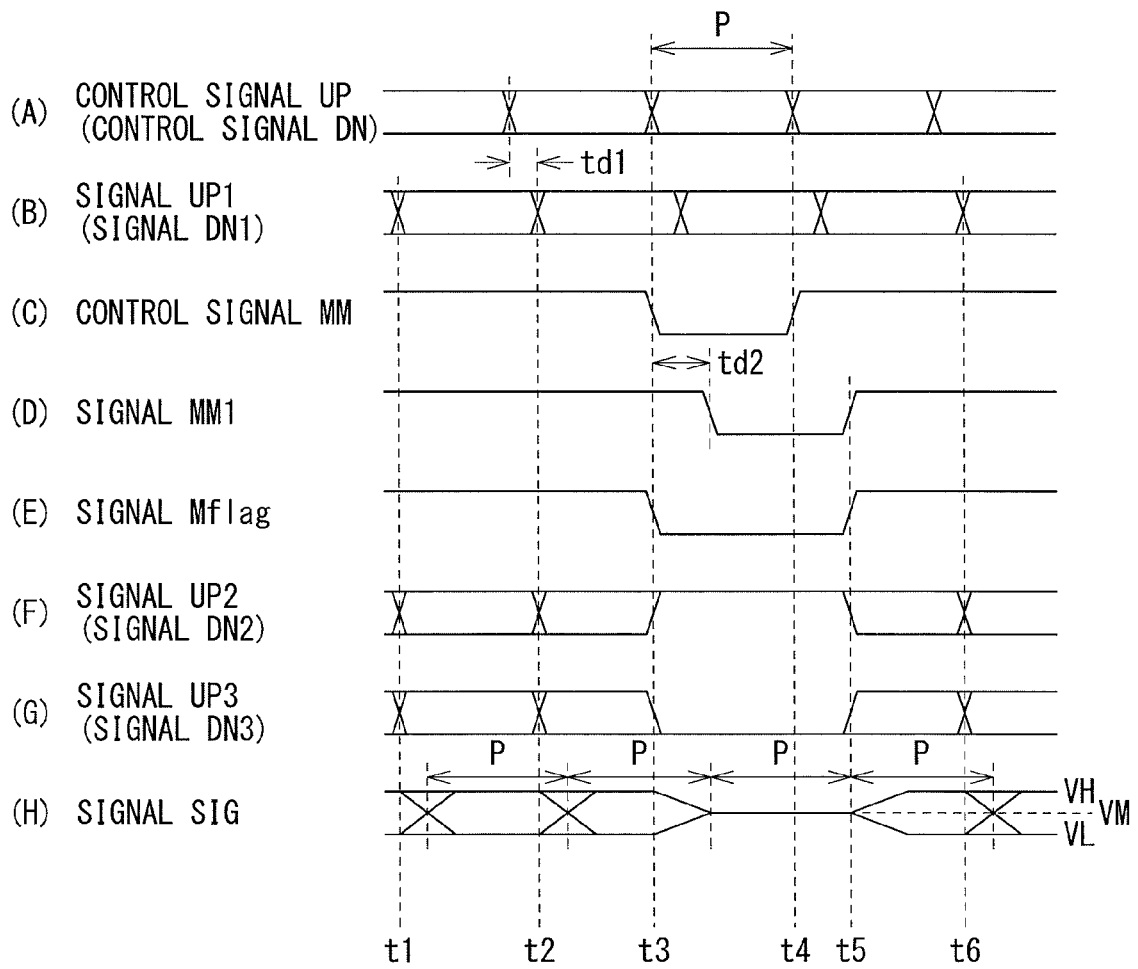 P
(A) CONTROL SIGNAL UP
(CONTROL SIGNAL DN)
td1
(B) SIGNAL UP1
(SIGNAL DN1)
(C) CONTROL SIGNAL MM
td2
(D) SIGNAL MM1
(E) SIGNAL Mflag
(F) SIGNAL UP2
(SIGNAL DN2)
(G) SIGNAL UP3
(SIGNAL DN3)
P P P P
(H) SIGNAL SIG
VH
VM
VL
t1 t2 t3 t4 t5 t6